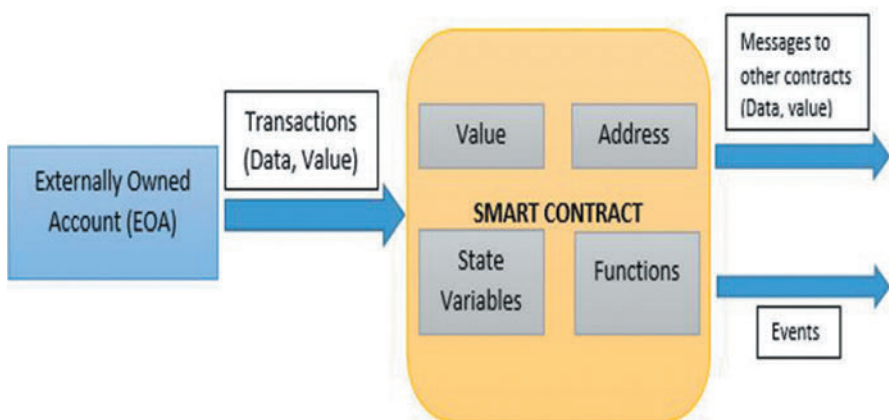 Externally Owned
Account (EOA)
Transactions
(Data, Value)
Value
Address
SMART CONTRACT
State
Variables
Functions
Messages to
other contracts
(Data, value)
Events